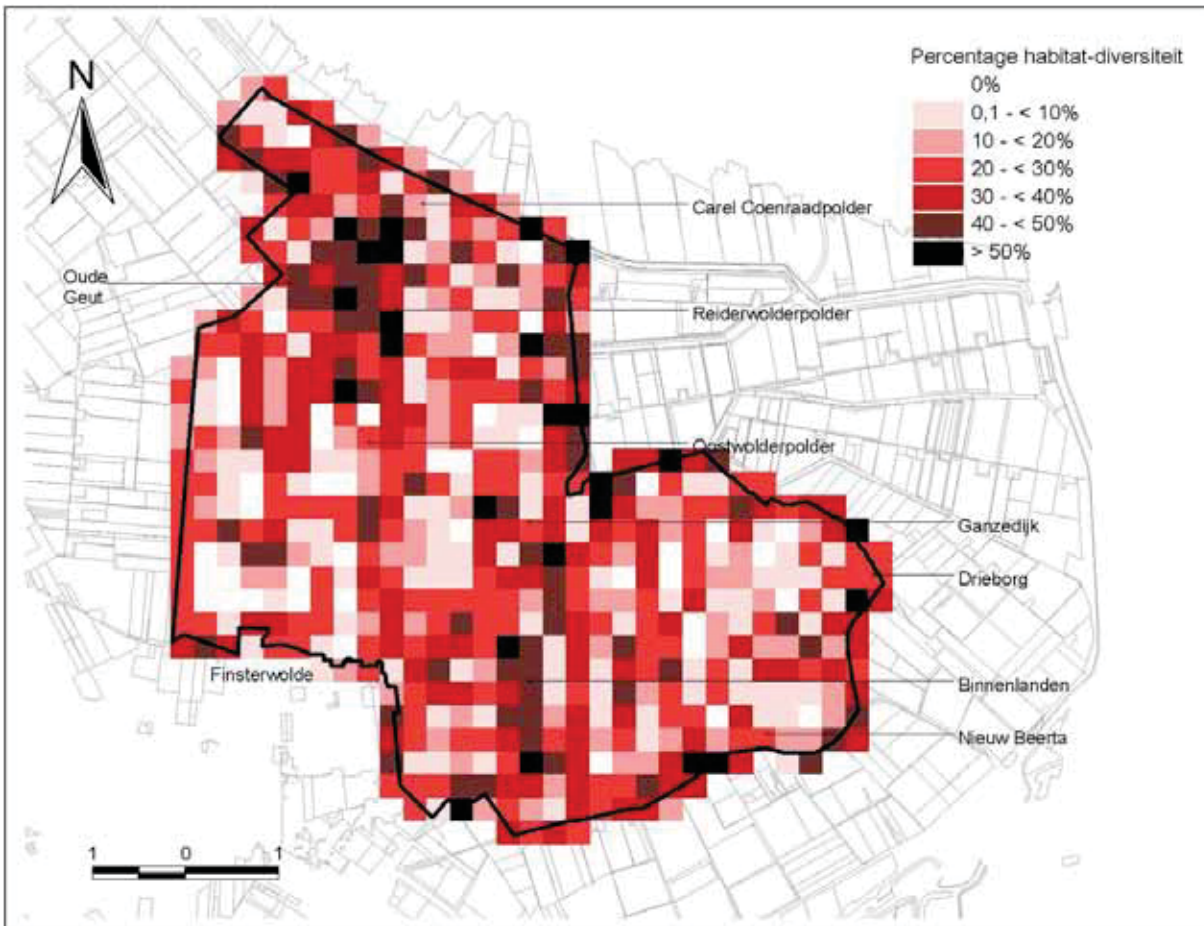 N
Percentage habitat-diversiteit
0%
0,1 - < 10%
10 - < 20%
20 - < 30%
30 - < 40%
40 - < 50%
> 50%
Carel Coenraadpolder
Oude
Geut
Reiderwolderpolder
Oostwolderpolder
Ganzedijk
Drieborg
Finsterwolde
Binnenlanden
Nieuw Beerta
1 0 1